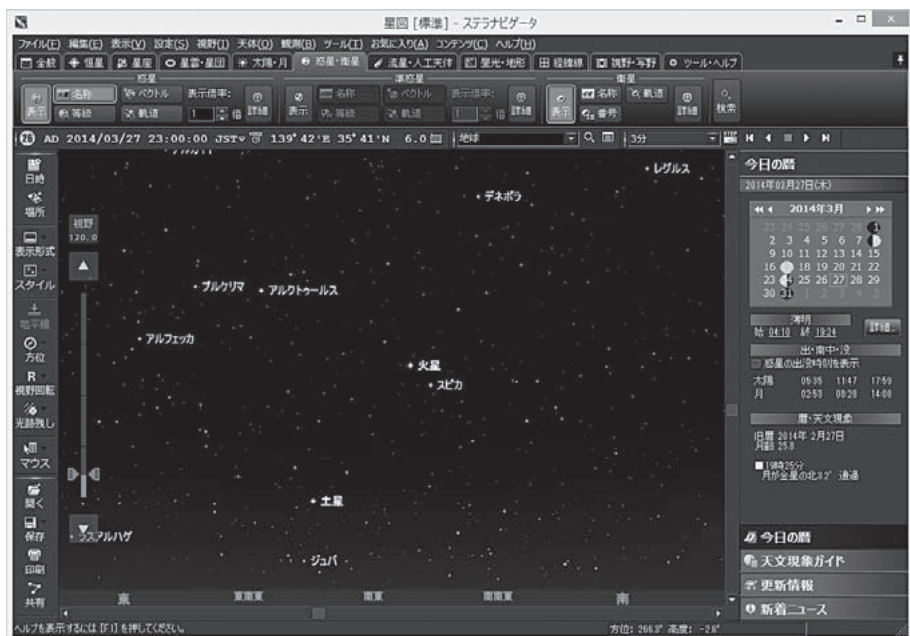 星図 [標準] - ステラナビゲータ
ファイル(F) 編集(E) 表示(V) 設定(S) 視野(I) 天体(O) 観測(B) ツール(T) お気に入り(A) コンテンツ(C) ヘルプ(H)
全般 恒星 星座 星雲・星団 太陽・月 惑星・衛星 流星・人工天体 星光・地形 経緯線 視野・写野 ツール・ヘルプ
惑星 準惑星 衛星
表示 名称 ベクトル 表示倍率: 詳細 表示 名称 ベクトル 表示倍率: 詳細 表示 名称 軌道 詳細 検索
等級 軌道 1 倍 等級 軌道 1 倍 番号
AD 2014/03/27 23:00:00 JST 139°42'E 35°41'N 6.0 地球 3分
日時
場所
表示形式
スタイル
地平線
方位
R
視野回転
光跡残し
マウス
開く
保存
印刷
共有
視野
120.0
レグルス
デネボラ
プルケリマ
アルクトゥールス
アルフェッカ
火星
スピカ
土星
ラスアルハゲ
ジュバ
東 東南東 南東 南南東 南
今日の暦
2014年03月27日(木)
2014年3月
23 24 25 26 27 28 1
2 3 4 5 6 7
9 10 11 12 13 14 15
16 18 19 20 21 22
23 25 26 27 28 29
30 31 1 2 3 4 5
薄明
始 04:10 終 19:24 詳細...
出・南中・没
惑星の出没時刻を表示
太陽 05:35 11:47 17:59
月 02:53 08:28 14:08
暦・天文現象
旧暦 2014年 2月27日
月齢 25.8
19時25分
月が金星の北3.2° 通過
今日の暦
天文現象ガイド
更新情報
新着ニュース
ヘルプを表示するには [F1] を押してください。
方位: 266.3° 高度: -2.6°